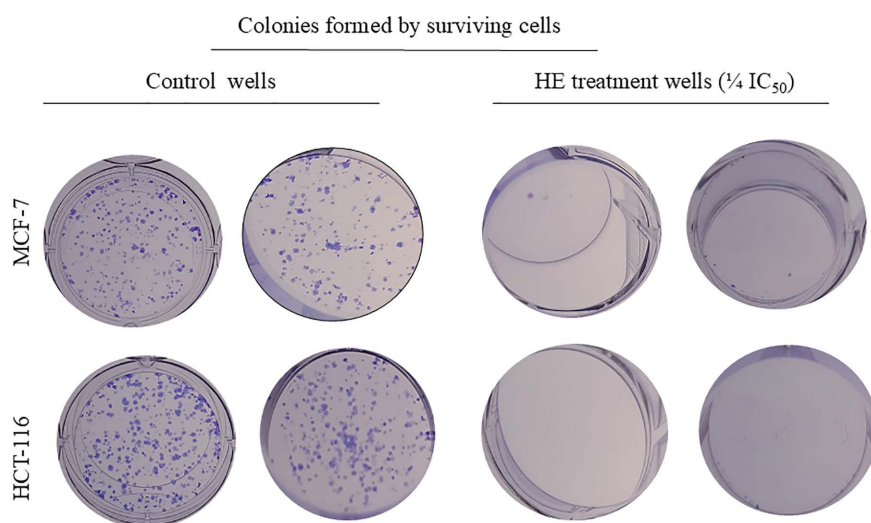 Colonies formed by surviving cells
Control wells
HE treatment wells (¼ IC₅₀)
MCF-7
HCT-116